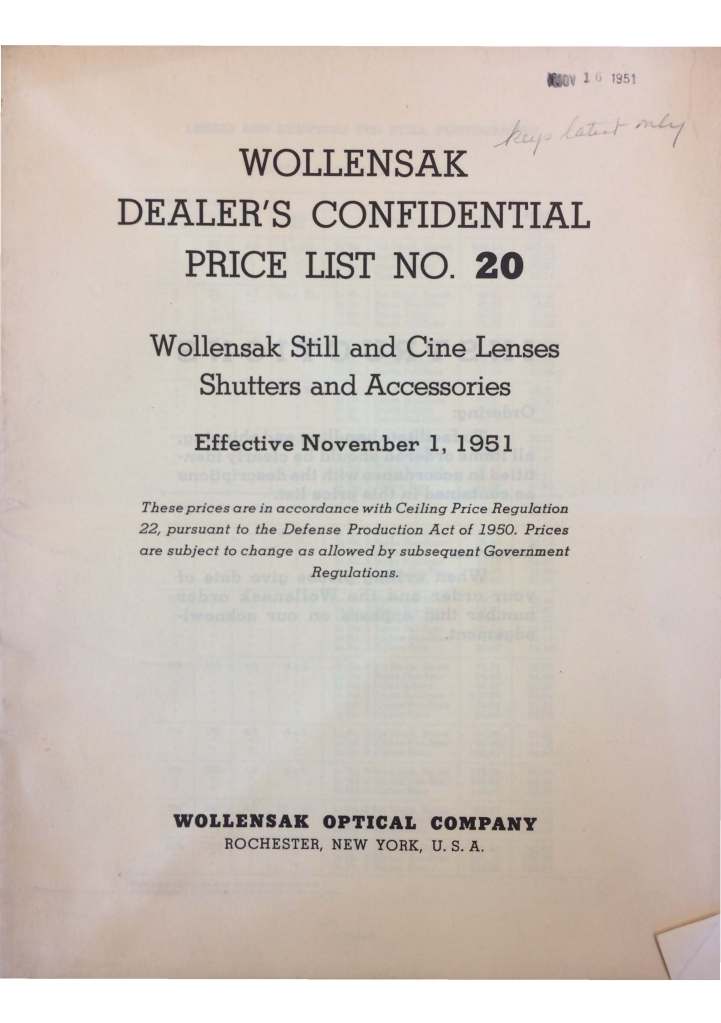 NOV 16 1951
keep latest only
WOLLENSAK
DEALER'S CONFIDENTIAL
PRICE LIST NO. 20
Wollensak Still and Cine Lenses
Shutters and Accessories
Effective November 1, 1951
These prices are in accordance with Ceiling Price Regulation
22, pursuant to the Defense Production Act of 1950. Prices
are subject to change as allowed by subsequent Government
Regulations.
WOLLENSAK OPTICAL COMPANY
ROCHESTER, NEW YORK, U. S. A.